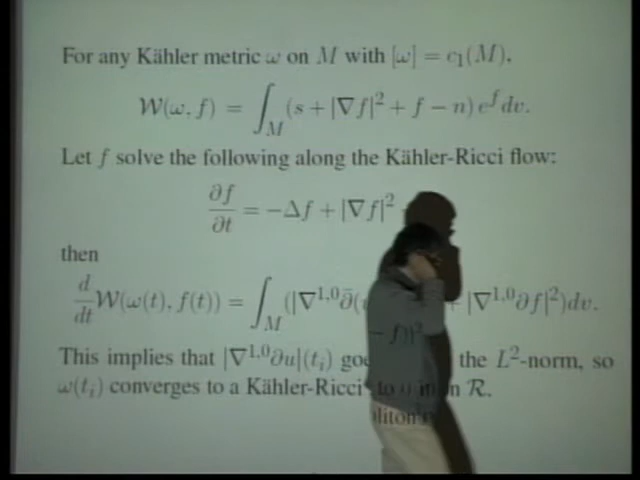 For any Kähler metric ω on M with [ω] = c₁(M),
𝒲(ω, f) = ∫_M (s + |∇f|² + f − n) e^f dv.
Let f solve the following along the Kähler-Ricci flow:
∂f/∂t = −Δf + |∇f|²
then
d/dt 𝒲(ω(t), f(t)) = ∫_M (|∇^{1,0}∂̄( − f)|² + |∇^{1,0}∂f|²)dv.
This implies that |∇^{1,0}∂u|(t_i) the L²-norm, so
ω(t_i) converges to a Kähler-Ricci on ℛ.